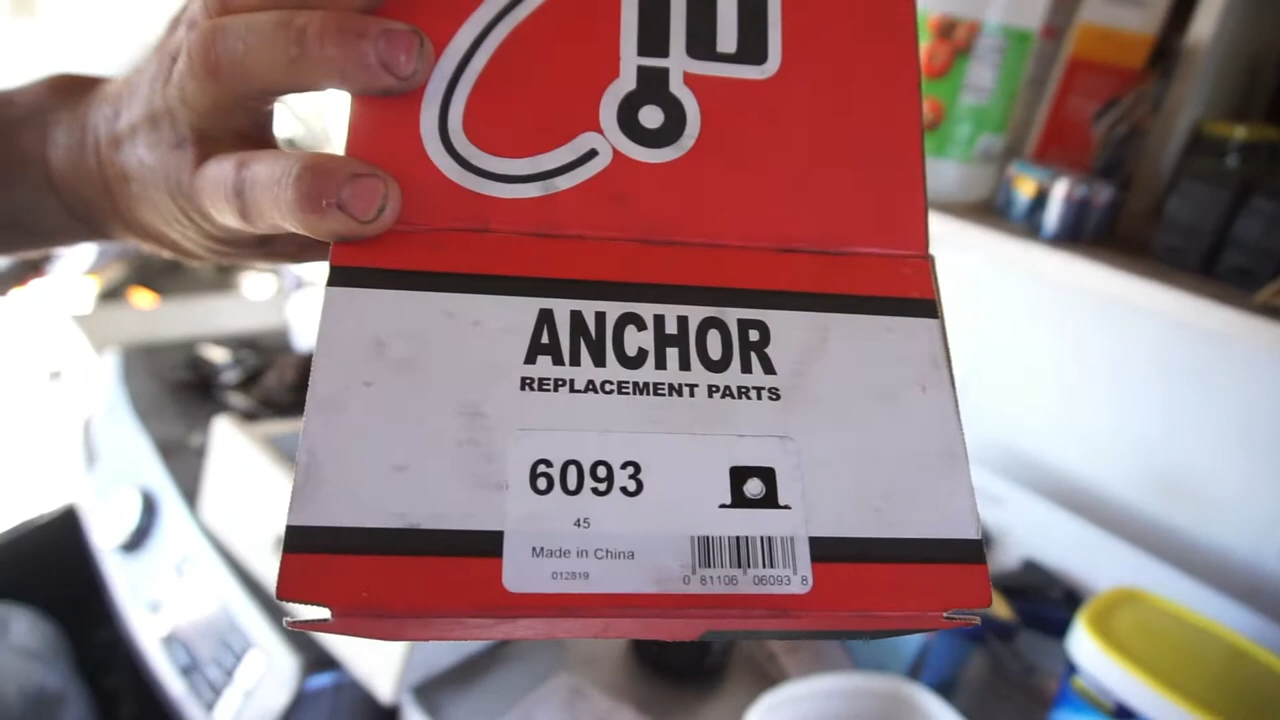 ANCHOR
REPLACEMENT PARTS
6093
45
Made in China
012819
0 81106 06093 8